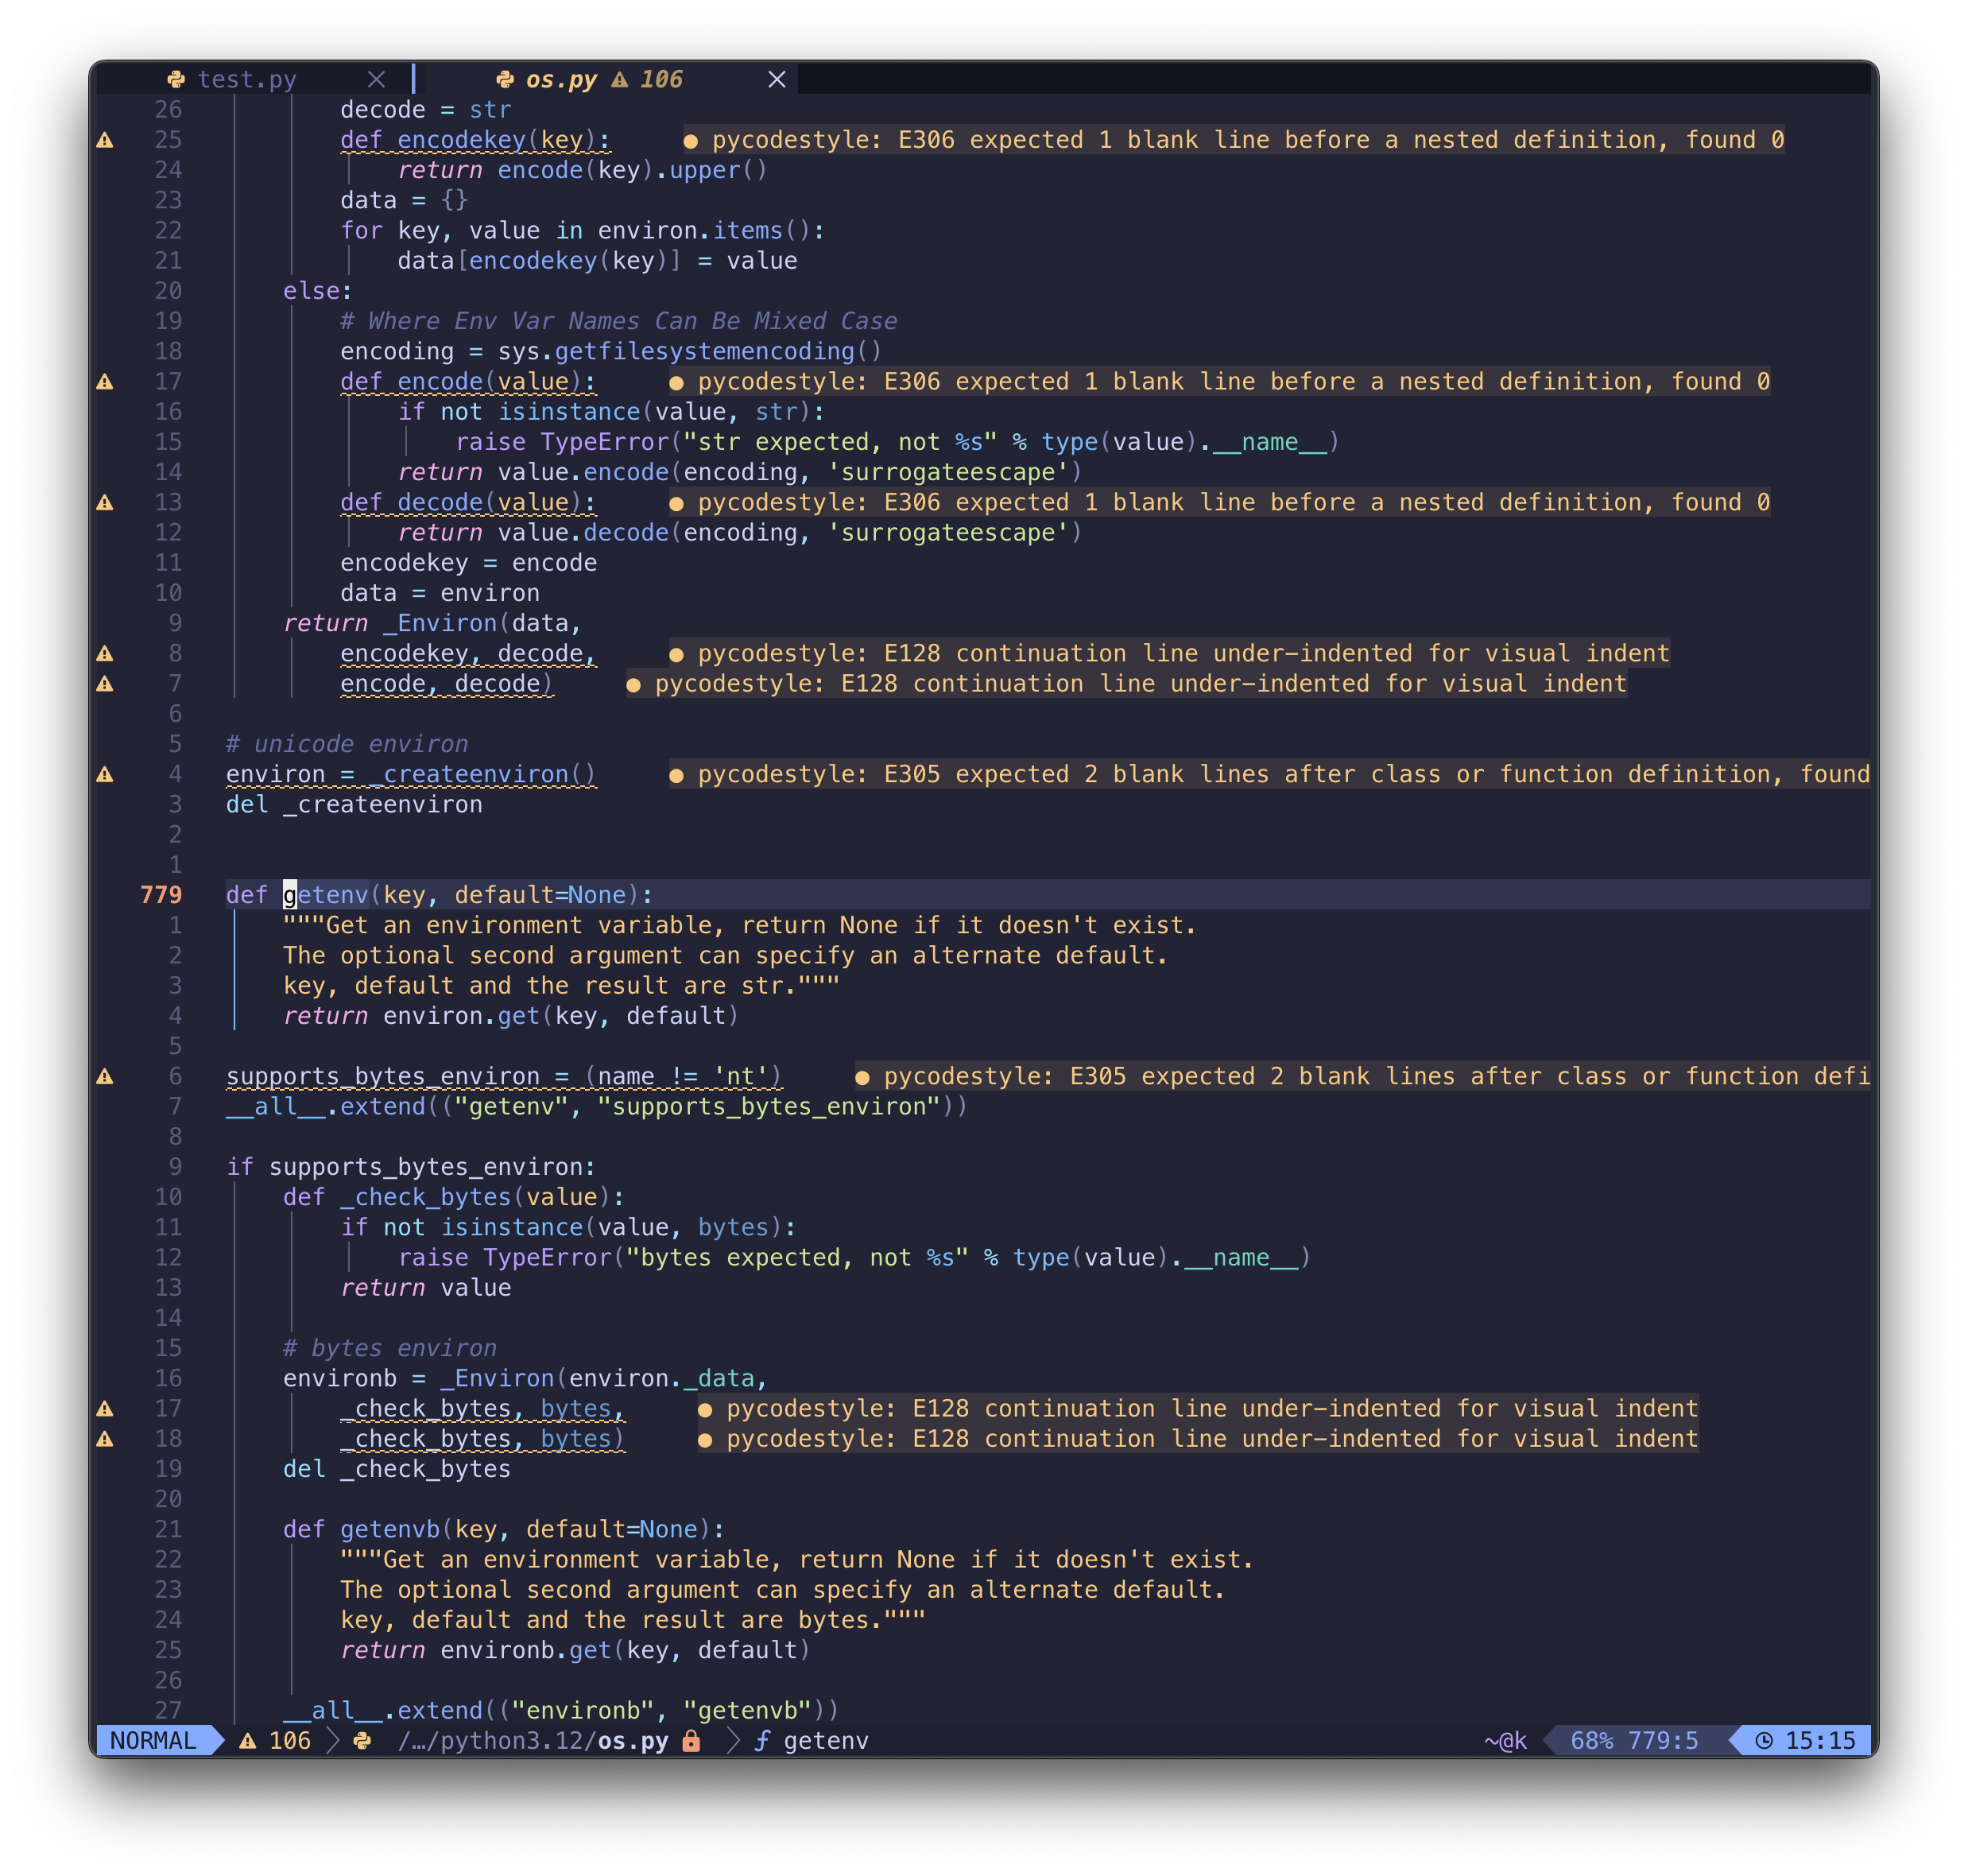 test.py os.py 106
26 decode = str
25 def encodekey(key): ● pycodestyle: E306 expected 1 blank line before a nested definition, found 0
24 return encode(key).upper()
23 data = {}
22 for key, value in environ.items():
21 data[encodekey(key)] = value
20 else:
19 # Where Env Var Names Can Be Mixed Case
18 encoding = sys.getfilesystemencoding()
17 def encode(value): ● pycodestyle: E306 expected 1 blank line before a nested definition, found 0
16 if not isinstance(value, str):
15 raise TypeError("str expected, not %s" % type(value).__name__)
14 return value.encode(encoding, 'surrogateescape')
13 def decode(value): ● pycodestyle: E306 expected 1 blank line before a nested definition, found 0
12 return value.decode(encoding, 'surrogateescape')
11 encodekey = encode
10 data = environ
9 return _Environ(data,
8 encodekey, decode, ● pycodestyle: E128 continuation line under-indented for visual indent
7 encode, decode) ● pycodestyle: E128 continuation line under-indented for visual indent
6
5 # unicode environ
4 environ = _createenviron() ● pycodestyle: E305 expected 2 blank lines after class or function definition, found
3 del _createenviron
2
1
779 def getenv(key, default=None):
1 """Get an environment variable, return None if it doesn't exist.
2 The optional second argument can specify an alternate default.
3 key, default and the result are str."""
4 return environ.get(key, default)
5
6 supports_bytes_environ = (name != 'nt') ● pycodestyle: E305 expected 2 blank lines after class or function defi
7 __all__.extend(("getenv", "supports_bytes_environ"))
8
9 if supports_bytes_environ:
10 def _check_bytes(value):
11 if not isinstance(value, bytes):
12 raise TypeError("bytes expected, not %s" % type(value).__name__)
13 return value
14
15 # bytes environ
16 environb = _Environ(environ._data,
17 _check_bytes, bytes, ● pycodestyle: E128 continuation line under-indented for visual indent
18 _check_bytes, bytes) ● pycodestyle: E128 continuation line under-indented for visual indent
19 del _check_bytes
20
21 def getenvb(key, default=None):
22 """Get an environment variable, return None if it doesn't exist.
23 The optional second argument can specify an alternate default.
24 key, default and the result are bytes."""
25 return environb.get(key, default)
26
27 __all__.extend(("environb", "getenvb"))
NORMAL 106 /…/python3.12/os.py getenv ~@k 68% 779:5 15:15